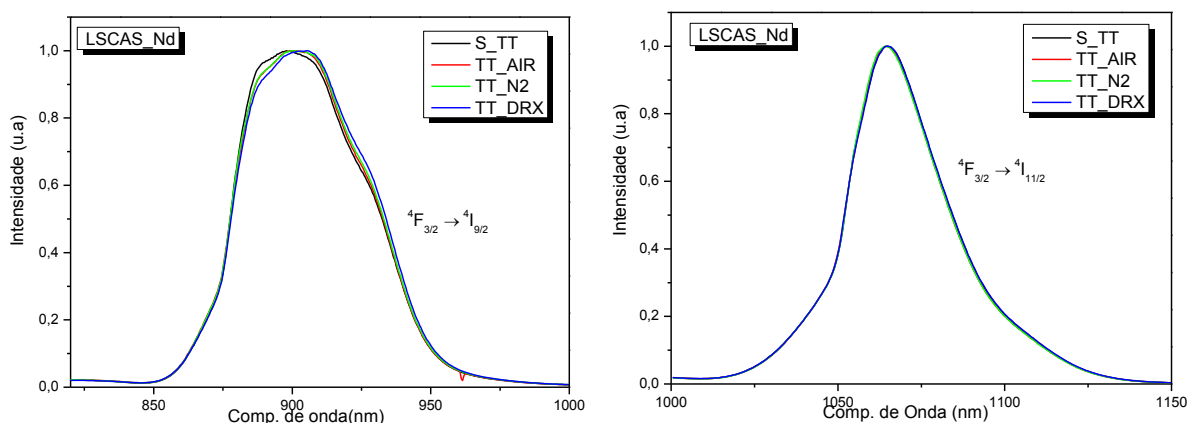 LSCAS_Nd
S_TT
TT_AIR
TT_N2
TT_DRX
1,0
0,8
0,6
0,4
0,2
0,0
Intensidade (u.a)
⁴F₃/₂ → ⁴I₉/₂
850
900
950
1000
Comp. de onda(nm)
LSCAS_Nd
S_TT
TT_AIR
TT_N2
TT_DRX
1,0
0,8
0,6
0,4
0,2
0,0
Intensidade (u.a)
⁴F₃/₂ → ⁴I₁₁/₂
1000
1050
1100
1150
Comp. de Onda (nm)